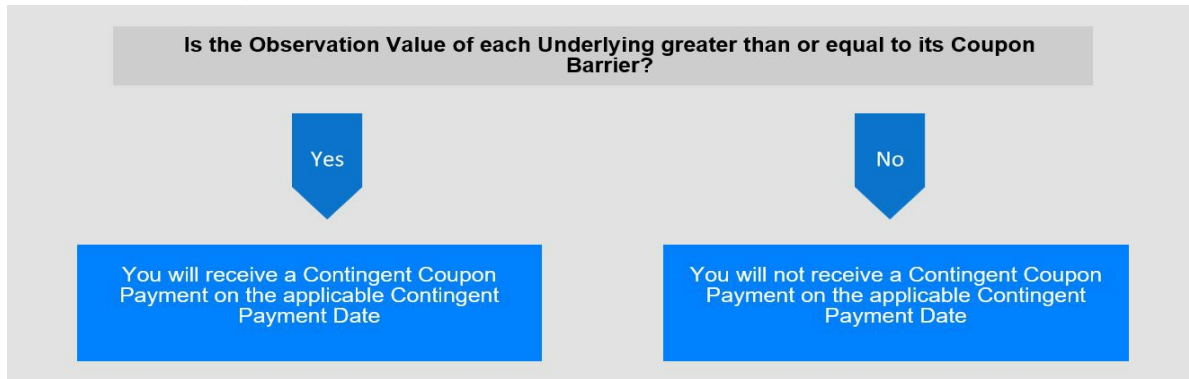 Is the Observation Value of each Underlying greater than or equal to its Coupon
Barrier?
Yes
No
You will receive a Contingent Coupon
Payment on the applicable Contingent
Payment Date
You will not receive a Contingent Coupon
Payment on the applicable Contingent
Payment Date